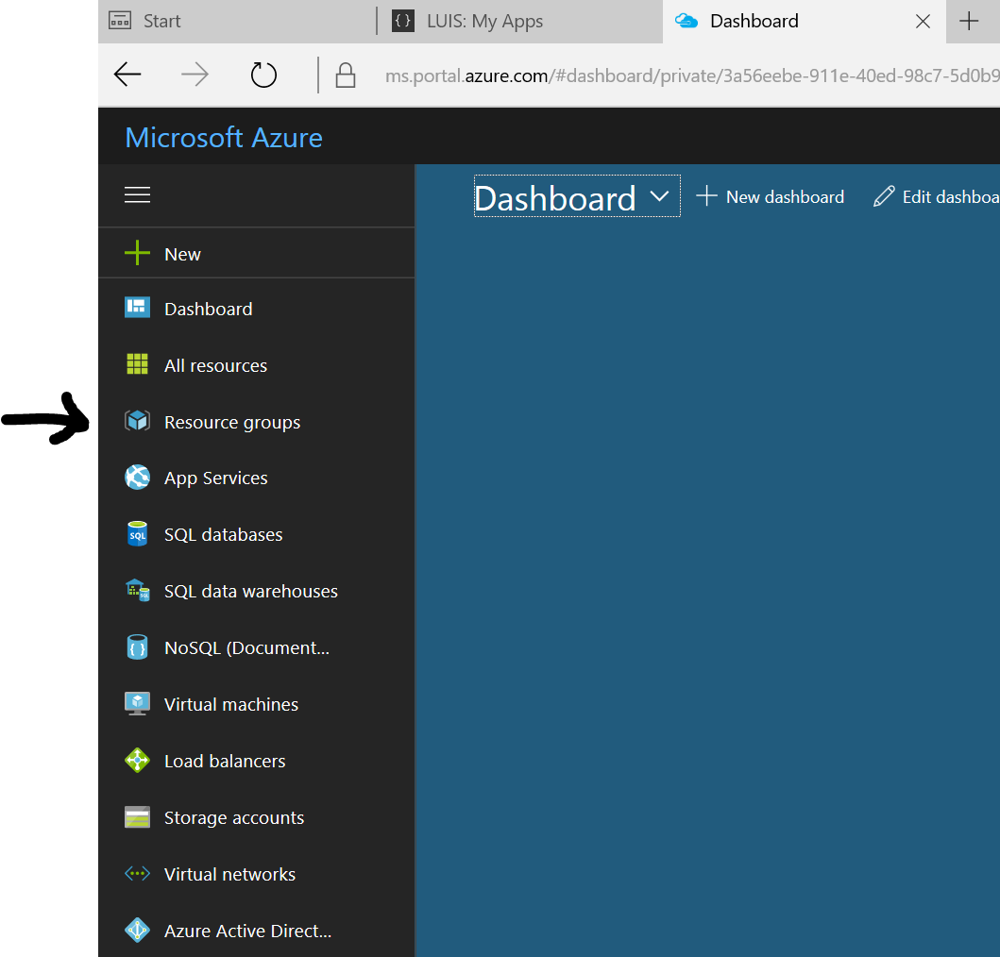 Start
LUIS: My Apps
Dashboard
ms.portal.azure.com/#dashboard/private/3a56eebe-911e-40ed-98c7-5d0b9
Microsoft Azure
Dashboard
New dashboard
Edit dashboa
New
Dashboard
All resources
Resource groups
App Services
SQL databases
SQL data warehouses
NoSQL (Document...
Virtual machines
Load balancers
Storage accounts
Virtual networks
Azure Active Direct...